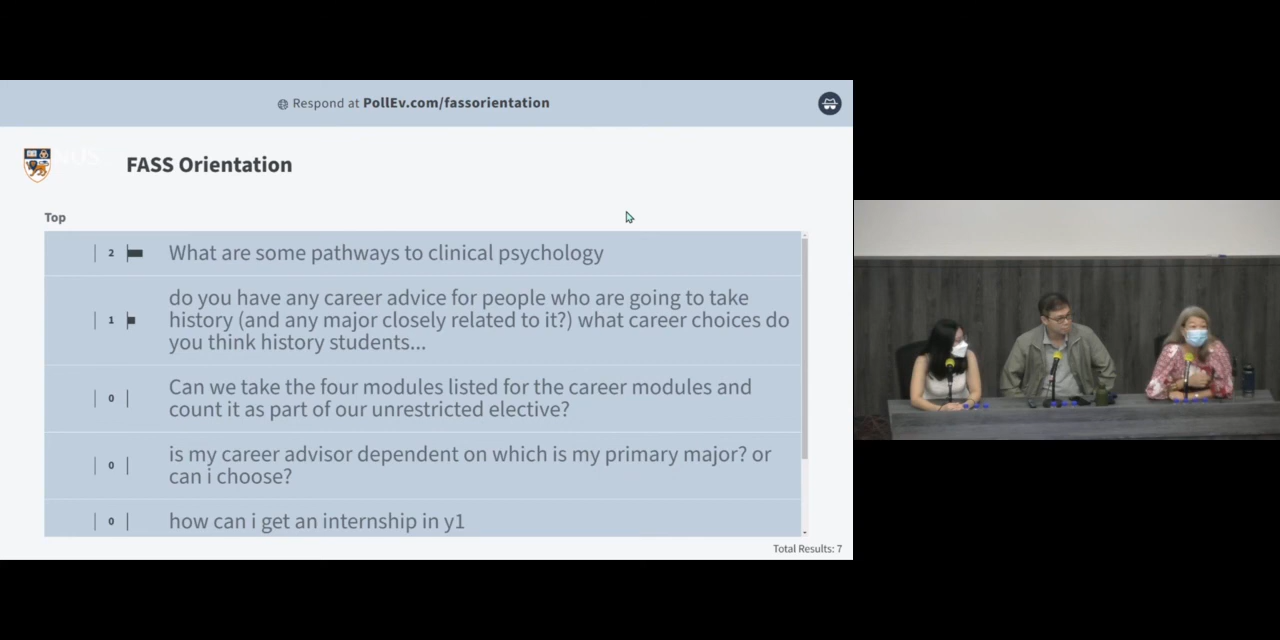 Respond at PollEv.com/fassorientation
NUS
FASS Orientation
Top
2
What are some pathways to clinical psychology
1
do you have any career advice for people who are going to take
history (and any major closely related to it?) what career choices do
you think history students...
0
Can we take the four modules listed for the career modules and
count it as part of our unrestricted elective?
0
is my career advisor dependent on which is my primary major? or
can i choose?
0
how can i get an internship in y1
Total Results: 7